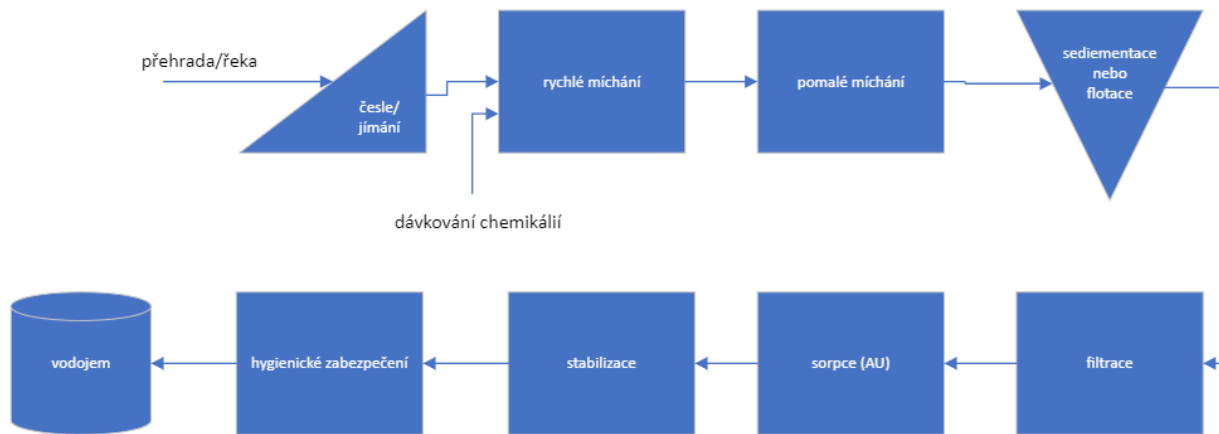 přehrada/řeka
česle/
jímání
dávkování chemikálií
rychlé míchání
pomalé míchání
sediementace
nebo
flotace
filtrace
sorpce (AU)
stabilizace
hygienické zabezpečení
vodojem